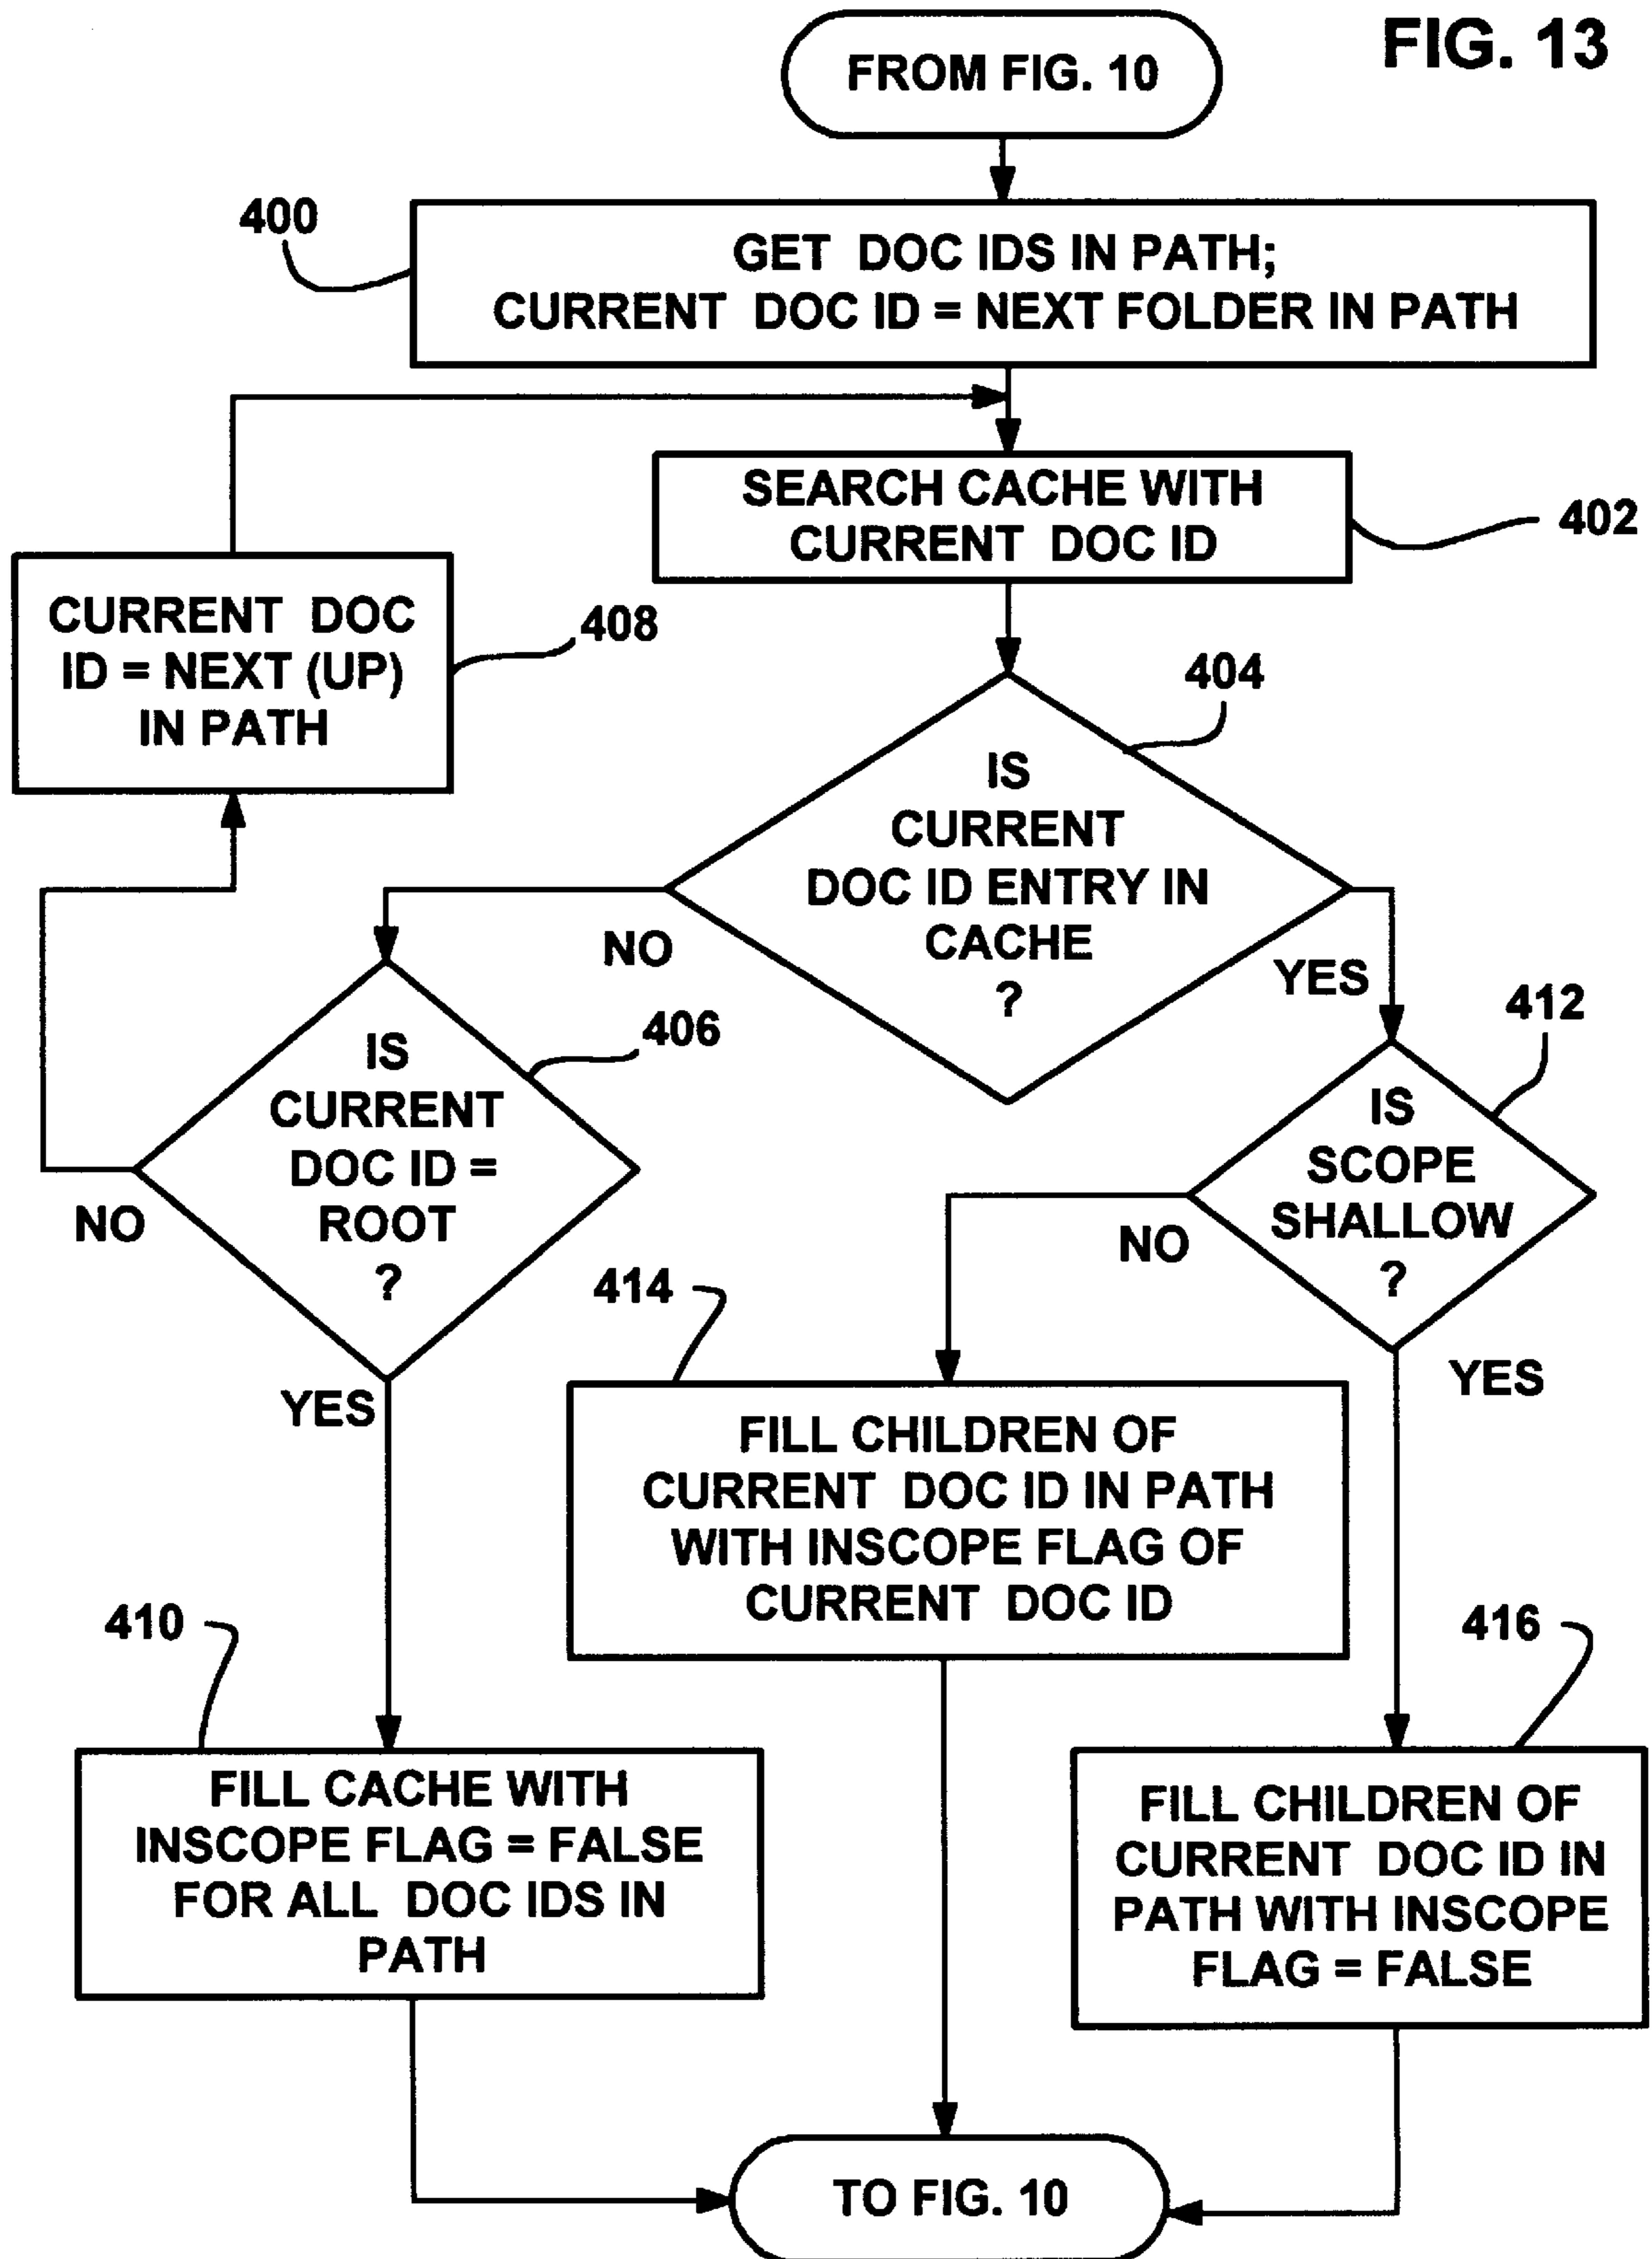 FIG. 13
FROM FIG. 10
400
GET DOC IDS IN PATH;
CURRENT DOC ID = NEXT FOLDER IN PATH
SEARCH CACHE WITH
CURRENT DOC ID
402
CURRENT DOC
ID = NEXT (UP)
IN PATH
408
404
IS
CURRENT
DOC ID ENTRY IN
CACHE
?
NO
YES
406
IS
CURRENT
DOC ID =
ROOT
?
NO
YES
412
IS
SCOPE
SHALLOW
?
NO
YES
414
FILL CHILDREN OF
CURRENT DOC ID IN PATH
WITH INSCOPE FLAG OF
CURRENT DOC ID
410
FILL CACHE WITH
INSCOPE FLAG = FALSE
FOR ALL DOC IDS IN
PATH
416
FILL CHILDREN OF
CURRENT DOC ID IN
PATH WITH INSCOPE
FLAG = FALSE
TO FIG. 10